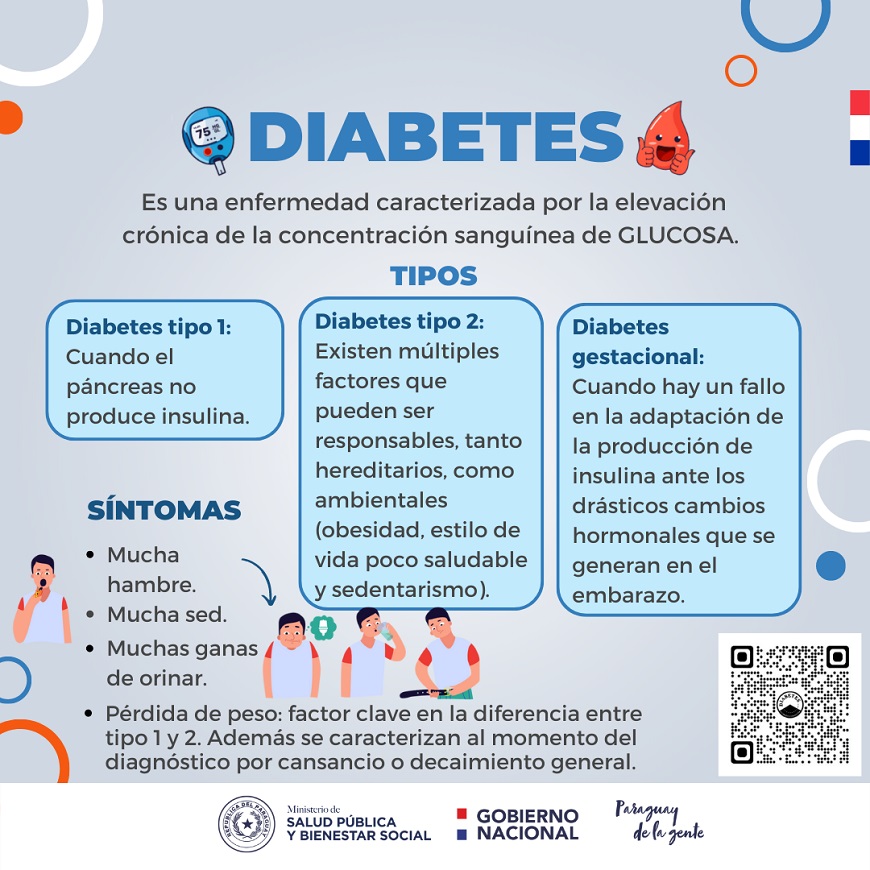 75
DIABETES
Es una enfermedad caracterizada por la elevación
crónica de la concentración sanguínea de GLUCOSA.
TIPOS
Diabetes tipo 1:
Cuando el
páncreas no
produce insulina.
Diabetes tipo 2:
Existen múltiples
factores que
pueden ser
responsables, tanto
hereditarios, como
ambientales
(obesidad, estilo de
vida poco saludable
y sedentarismo).
Diabetes
gestacional:
Cuando hay un fallo
en la adaptación de
la producción de
insulina ante los
drásticos cambios
hormonales que se
generan en el
embarazo.
SÍNTOMAS
• Mucha
hambre.
• Mucha sed.
• Muchas ganas
de orinar.
• Pérdida de peso: factor clave en la diferencia entre
tipo 1 y 2. Además se caracterizan al momento del
diagnóstico por cansancio o decaimiento general.
DIABETES
REPUBLICA DEL PARAGUAY
Ministerio de
SALUD PÚBLICA
Y BIENESTAR SOCIAL
GOBIERNO
NACIONAL
Paraguay
de la gente